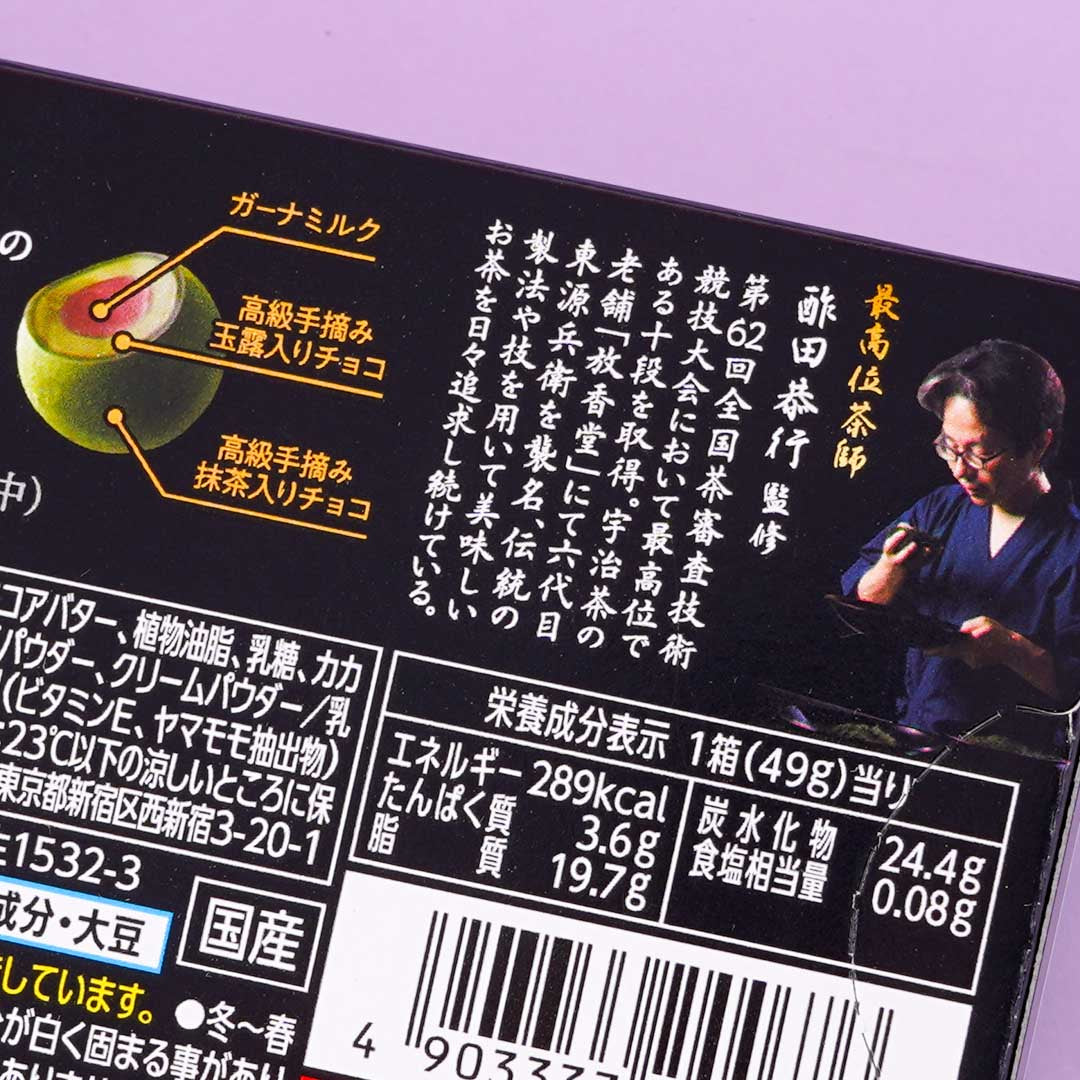 の
ガーナミルク
高級手摘み
玉露入りチョコ
高級手摘み
抹茶入りチョコ
中)
最高位茶師
酢田恭行 監修
第62回全国茶審査技術
競技大会において最高位で
ある十段を取得。宇治茶の
老舗「放香堂」にて六代目
東源兵衛を襲名、伝統の
製法や技を用いて美味しい
お茶を日々追求し続けている。
コアバター、植物油脂、乳糖、カカ
パウダー、クリームパウダー/乳
(ビタミンE、ヤマモモ抽出物)
23℃以下の涼しいところに保
東京都新宿区西新宿3-20-1
1532-3
成分・大豆
国産
しています。
●冬〜春
が白く固まる事があり
栄養成分表示 1箱(49g)当り
エネルギー 289kcal
たんぱく質 3.6g
脂質 19.7g
炭水化物 24.4g
食塩相当量 0.08g
4 903333